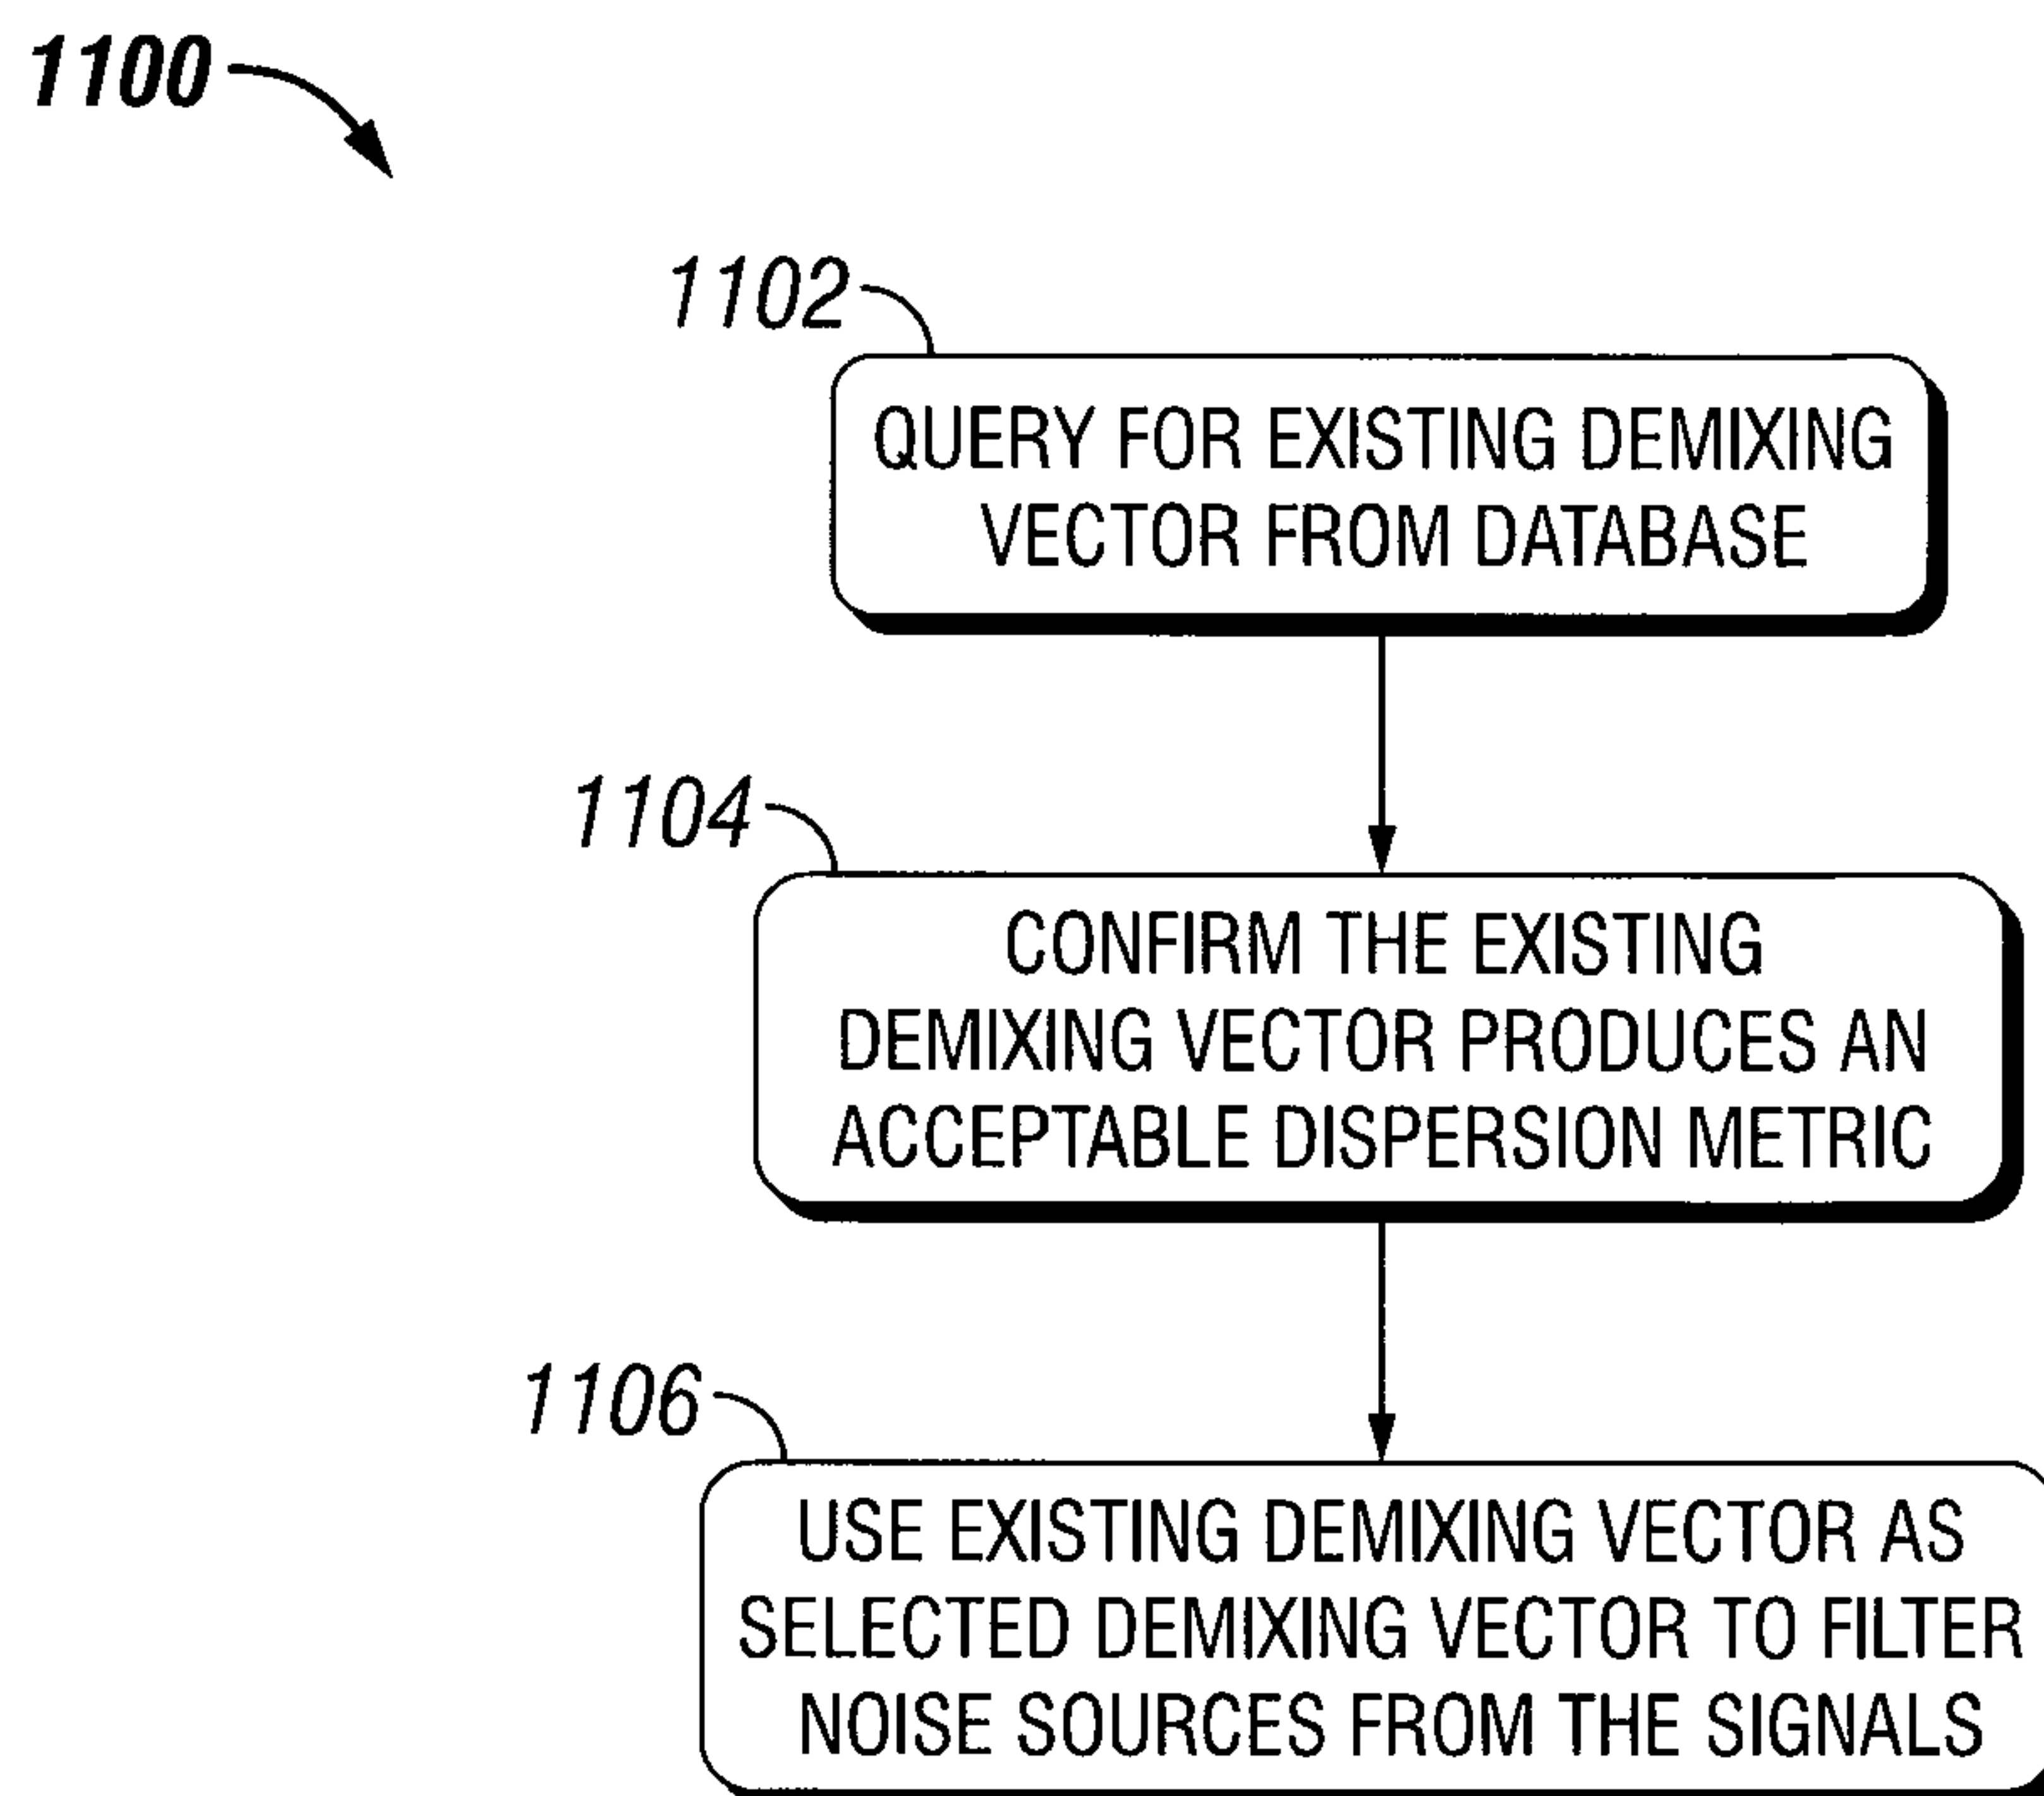 1100
1102
QUERY FOR EXISTING DEMIXING
VECTOR FROM DATABASE
1104
CONFIRM THE EXISTING
DEMIXING VECTOR PRODUCES AN
ACCEPTABLE DISPERSION METRIC
1106
USE EXISTING DEMIXING VECTOR AS
SELECTED DEMIXING VECTOR TO FILTER
NOISE SOURCES FROM THE SIGNALS